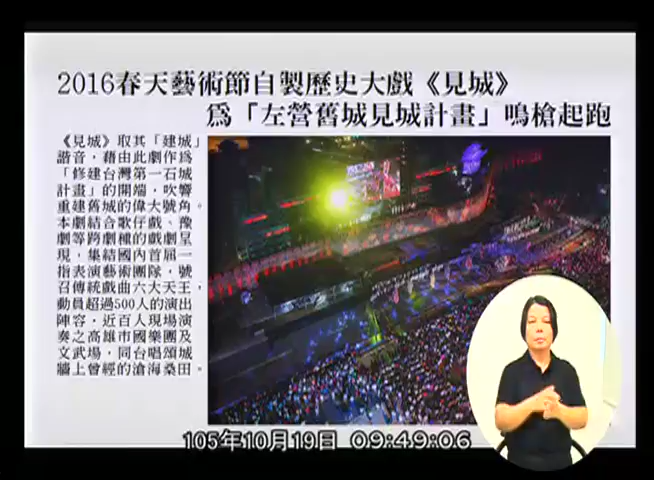 2016春天藝術節自製歷史大戲《見城》
為「左營舊城見城計畫」鳴槍起跑
《見城》取其「建城」
諧音，藉由此劇作為
「修建台灣第一石城
計畫」的開端，吹響
重建舊城的偉大號角。
本劇結合歌仔戲、豫
劇等跨劇種的戲劇呈
現，集結國內首屈一
指表演藝術團隊，號
召傳統戲曲六大天王，
動員超過500人的演出
陣容，近百人現場演
奏之高雄市國樂團及
文武場，同台唱頌城
牆上曾經的滄海桑田。
105年10月19日 09:49:06